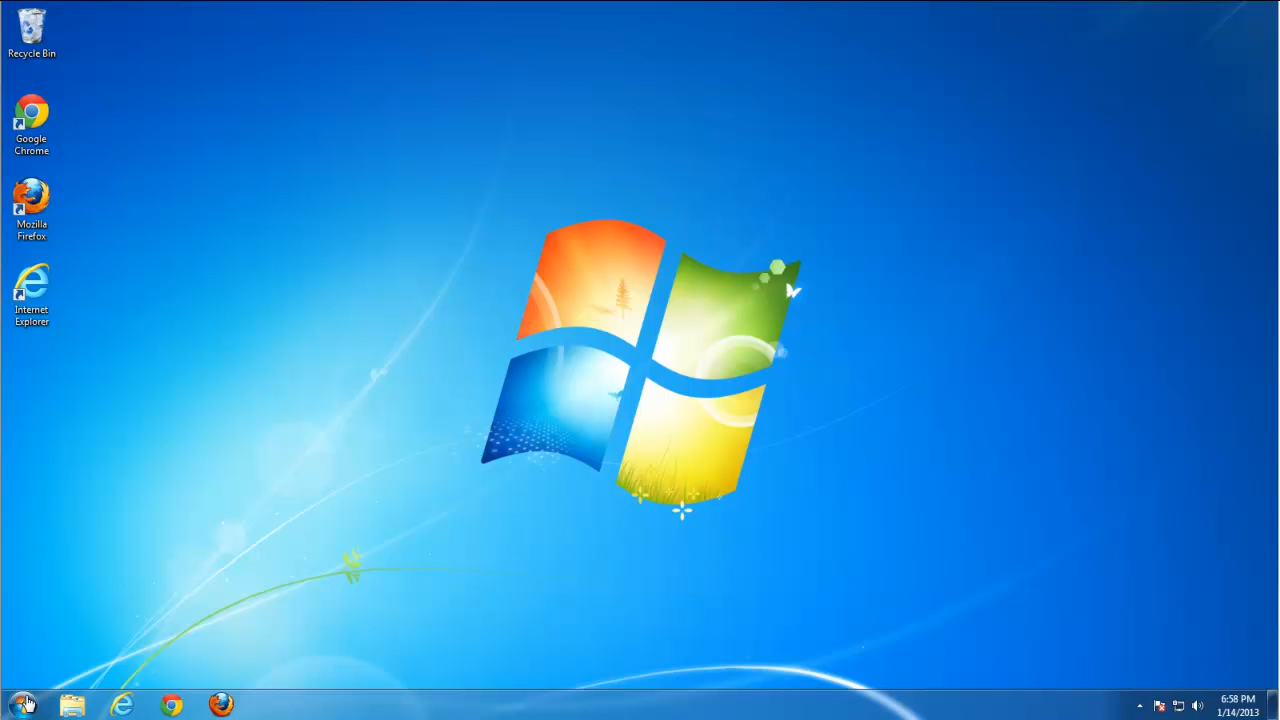 Recycle Bin
Google
Chrome
Mozilla
Firefox
Internet
Explorer
6:58 PM
1/14/2013